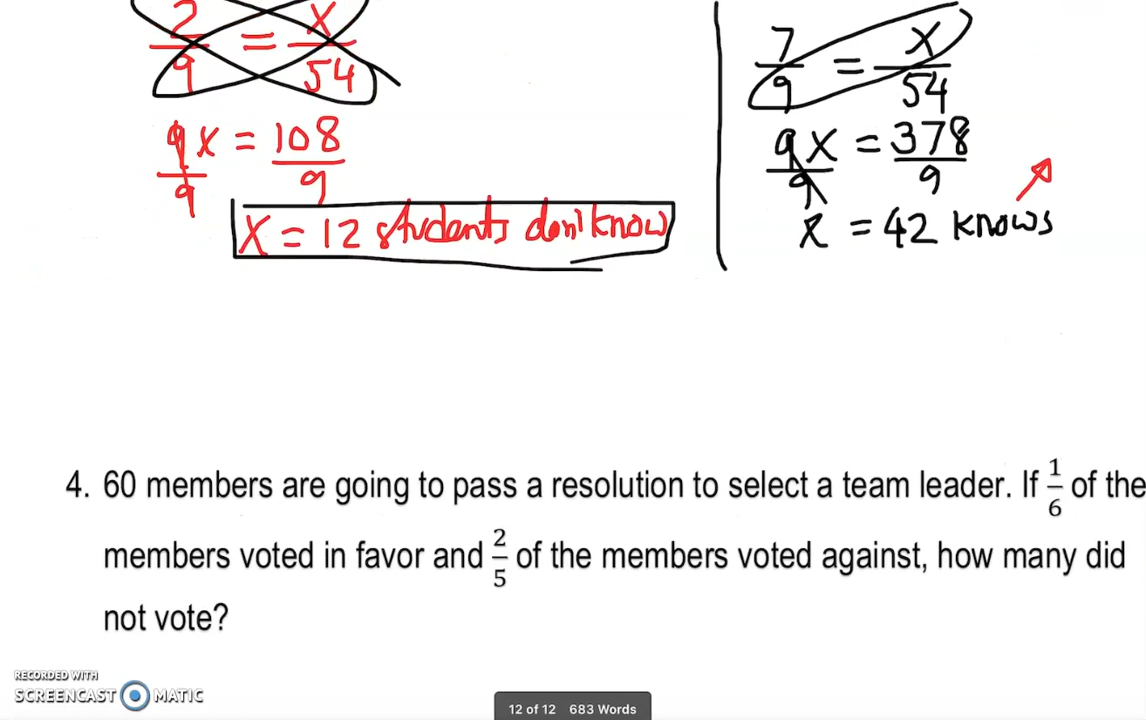 2/9 = x/54
9x/9 = 108/9
x = 12 students don't know
7/9 = x/54
9x/9 = 378/9
x = 42 knows
4. 60 members are going to pass a resolution to select a team leader. If 1/6 of the
members voted in favor and 2/5 of the members voted against, how many did
not vote?
RECORDED WITH
SCREENCAST MATIC
12 of 12 683 Words